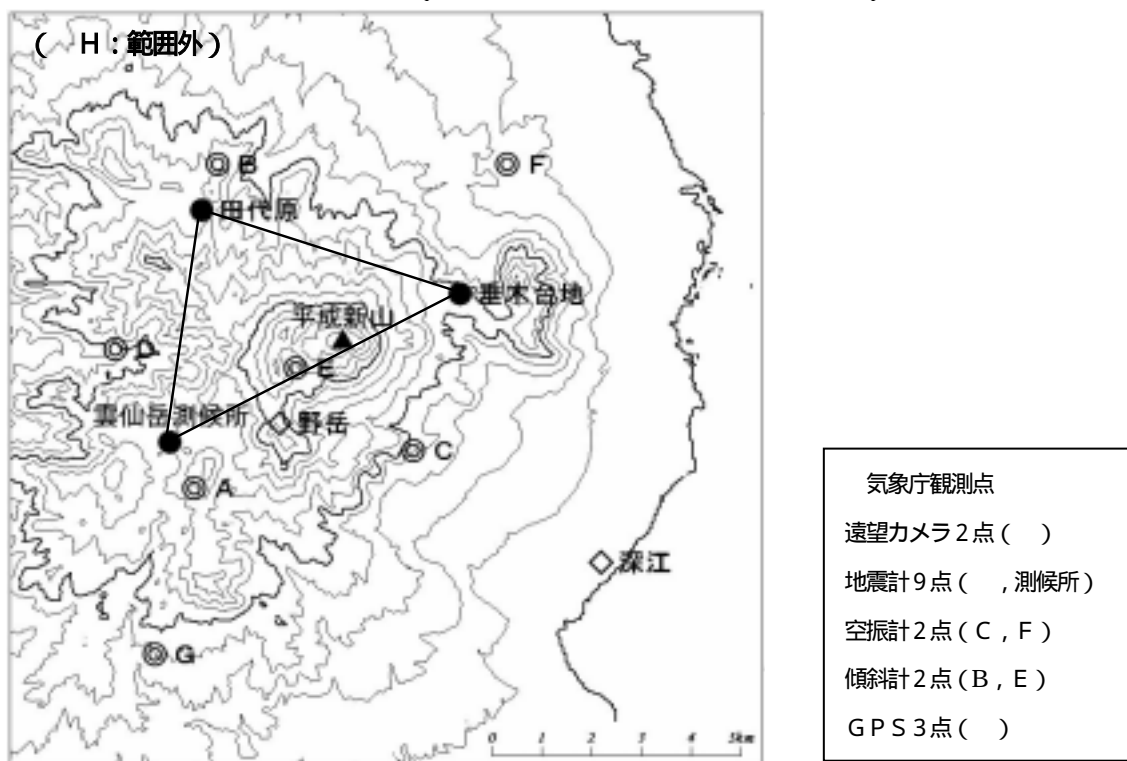 ( H:範囲外)
B
F
田代原
垂木台地
平成新山
D
E
雲仙岳測候所
野岳
C
A
深江
G
0 1 2 3 4 5km
気象庁観測点
遠望カメラ2点( )
地震計9点( ,測候所)
空振計2点(C,F)
傾斜計2点(B,E)
GPS3点( )